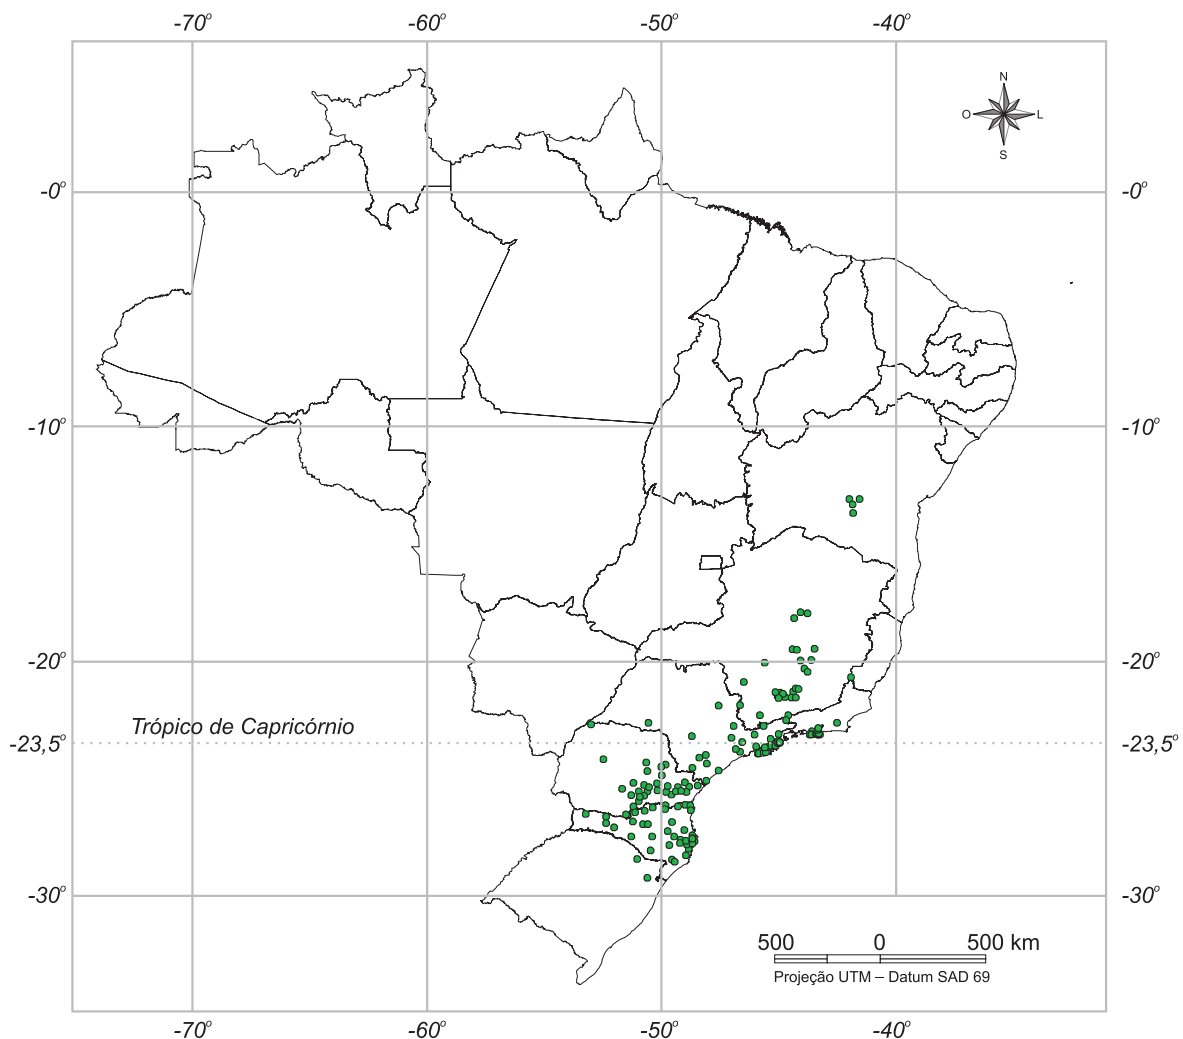 -70º -60º -50º -40º
N
O L
S
-0º -0º
-10º -10º
-20º -20º
Trópico de Capricórnio
-23,5º -23,5º
-30º -30º
500 0 500 km
Projeção UTM – Datum SAD 69
-70º -60º -50º -40º